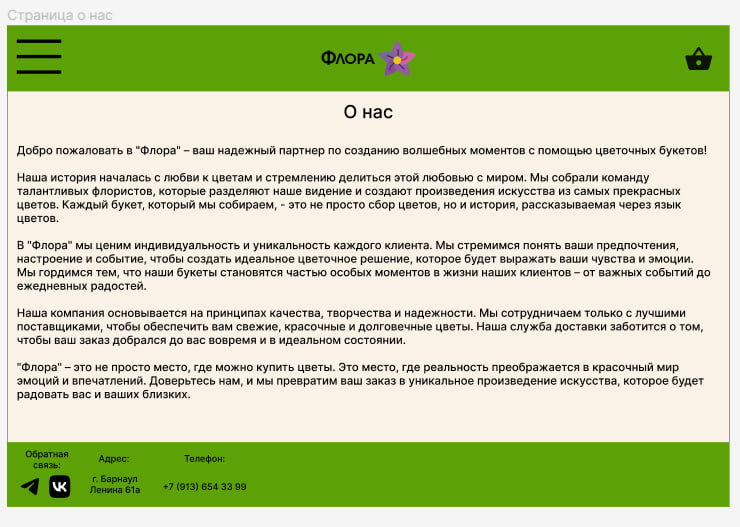 Страница о нас
Флора
О нас
Добро пожаловать в "Флора" – ваш надежный партнер по созданию волшебных моментов с помощью цветочных букетов!
Наша история началась с любви к цветам и стремлению делиться этой любовью с миром. Мы собрали команду
талантливых флористов, которые разделяют наше видение и создают произведения искусства из самых прекрасных
цветов. Каждый букет, который мы собираем, - это не просто сбор цветов, но и история, рассказываемая через язык
цветов.
В "Флора" мы ценим индивидуальность и уникальность каждого клиента. Мы стремимся понять ваши предпочтения,
настроение и событие, чтобы создать идеальное цветочное решение, которое будет выражать ваши чувства и эмоции.
Мы гордимся тем, что наши букеты становятся частью особых моментов в жизни наших клиентов – от важных событий до
ежедневных радостей.
Наша компания основывается на принципах качества, творчества и надежности. Мы сотрудничаем только с лучшими
поставщиками, чтобы обеспечить вам свежие, красочные и долговечные цветы. Наша служба доставки заботится о том,
чтобы ваш заказ добрался до вас вовремя и в идеальном состоянии.
"Флора" – это не просто место, где можно купить цветы. Это место, где реальность преображается в красочный мир
эмоций и впечатлений. Доверьтесь нам, и мы превратим ваш заказ в уникальное произведение искусства, которое будет
радовать вас и ваших близких.
Обратная
связь:
Адрес:
г. Барнаул
Ленина 61а
Телефон:
+7 (913) 654 33 99